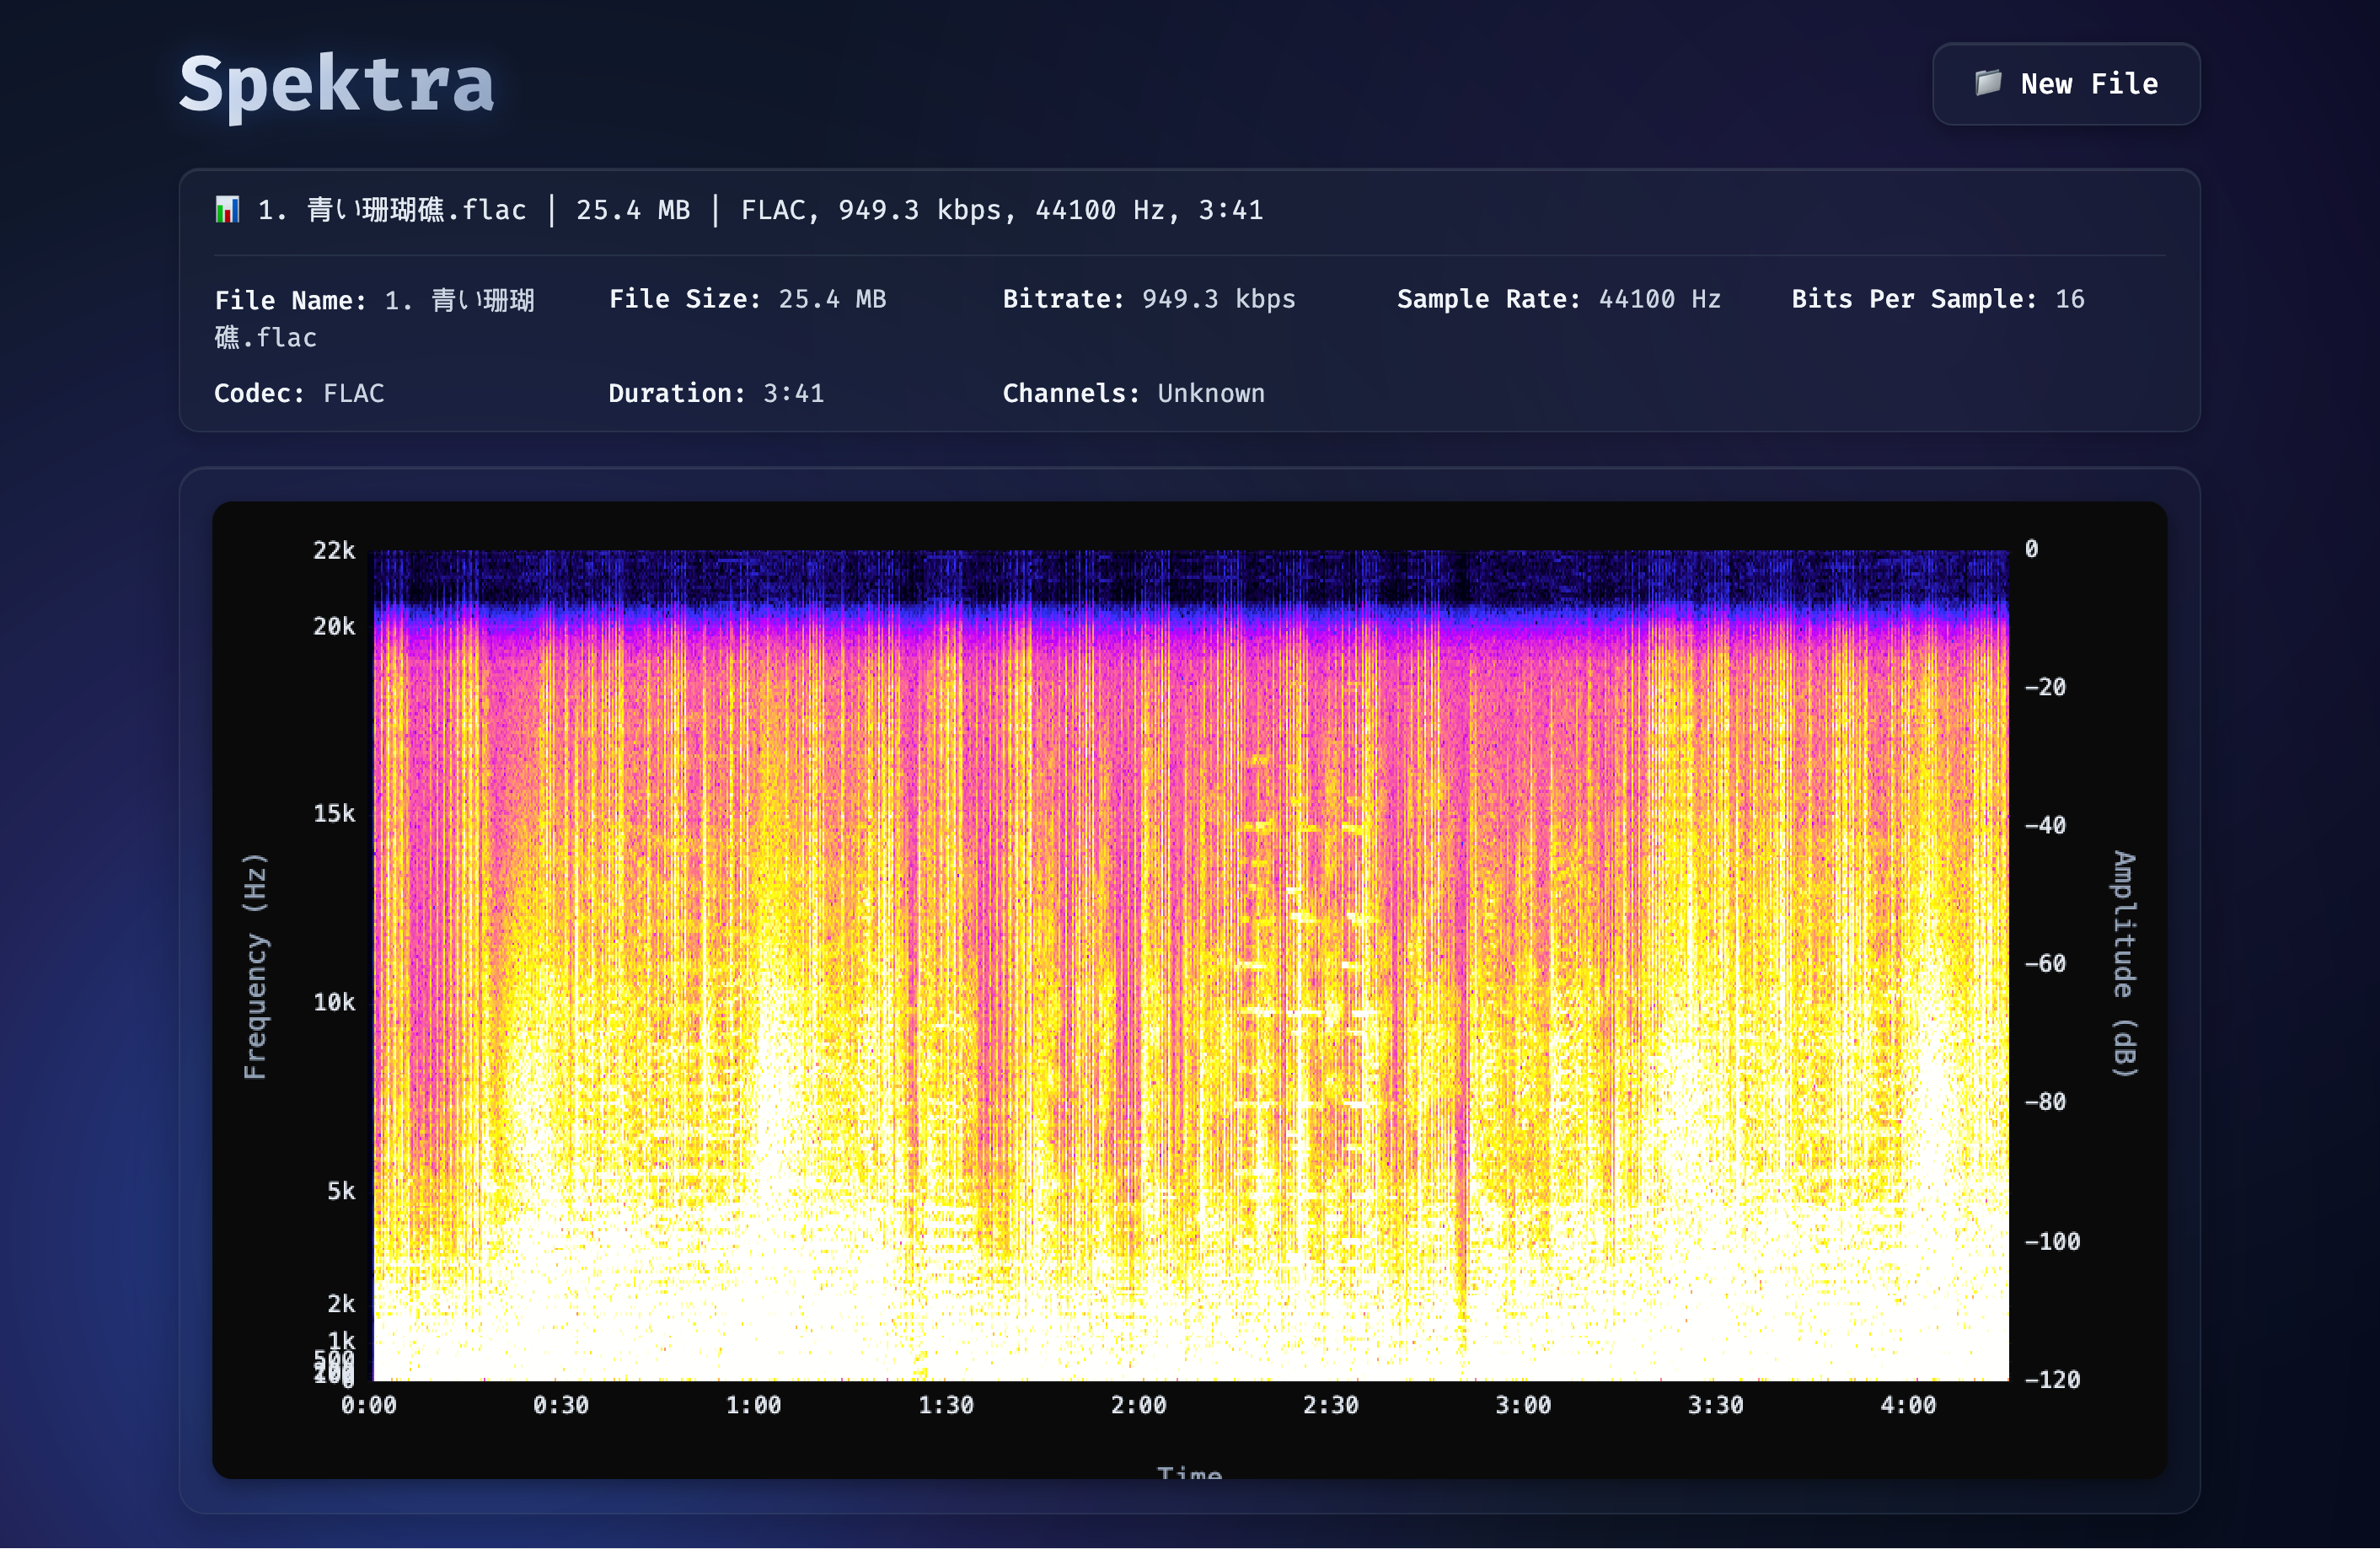 Spektra
📁 New File
📊 1. 青い珊瑚礁.flac | 25.4 MB | FLAC, 949.3 kbps, 44100 Hz, 3:41
File Name: 1. 青い珊瑚
礁.flac
File Size: 25.4 MB
Bitrate: 949.3 kbps
Sample Rate: 44100 Hz
Bits Per Sample: 16
Codec: FLAC
Duration: 3:41
Channels: Unknown
Frequency (Hz)
22k
20k
15k
10k
5k
2k
1k
500
0
0:00
0:30
1:00
1:30
2:00
2:30
3:00
3:30
4:00
Time
0
-20
-40
-60
-80
-100
-120
Amplitude (dB)